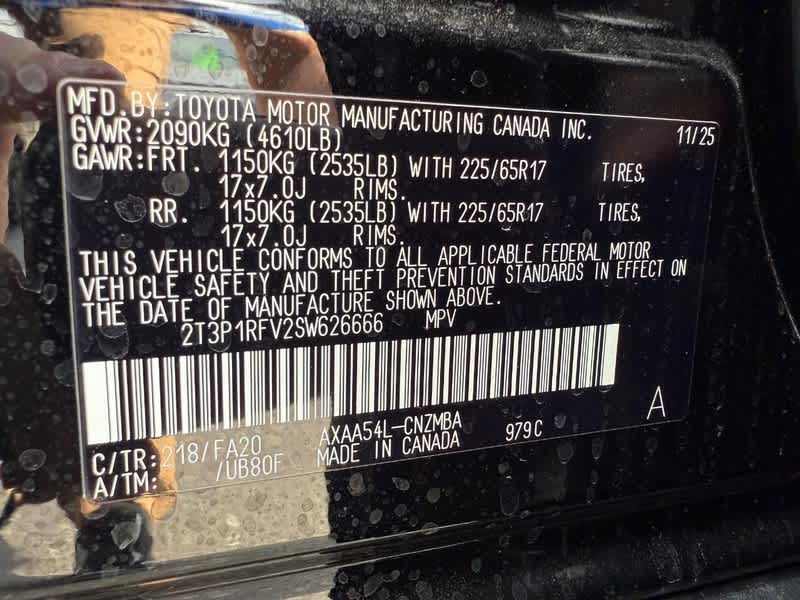 MFD. BY: TOYOTA MOTOR MANUFACTURING CANADA INC. 11/25
GVWR: 2090KG (4610LB)
GAWR: FRT. 1150KG (2535LB) WITH 225/65R17 TIRES,
17x7.0J RIMS.
RR. 1150KG (2535LB) WITH 225/65R17 TIRES,
17x7.0J RIMS.
THIS VEHICLE CONFORMS TO ALL APPLICABLE FEDERAL MOTOR
VEHICLE SAFETY AND THEFT PREVENTION STANDARDS IN EFFECT ON
THE DATE OF MANUFACTURE SHOWN ABOVE.
2T3P1RFV2SW626666 MPV
A
C/TR: 218/FA20 AXAA54L-CNZMBA 979C
A/TM: /UB80F MADE IN CANADA